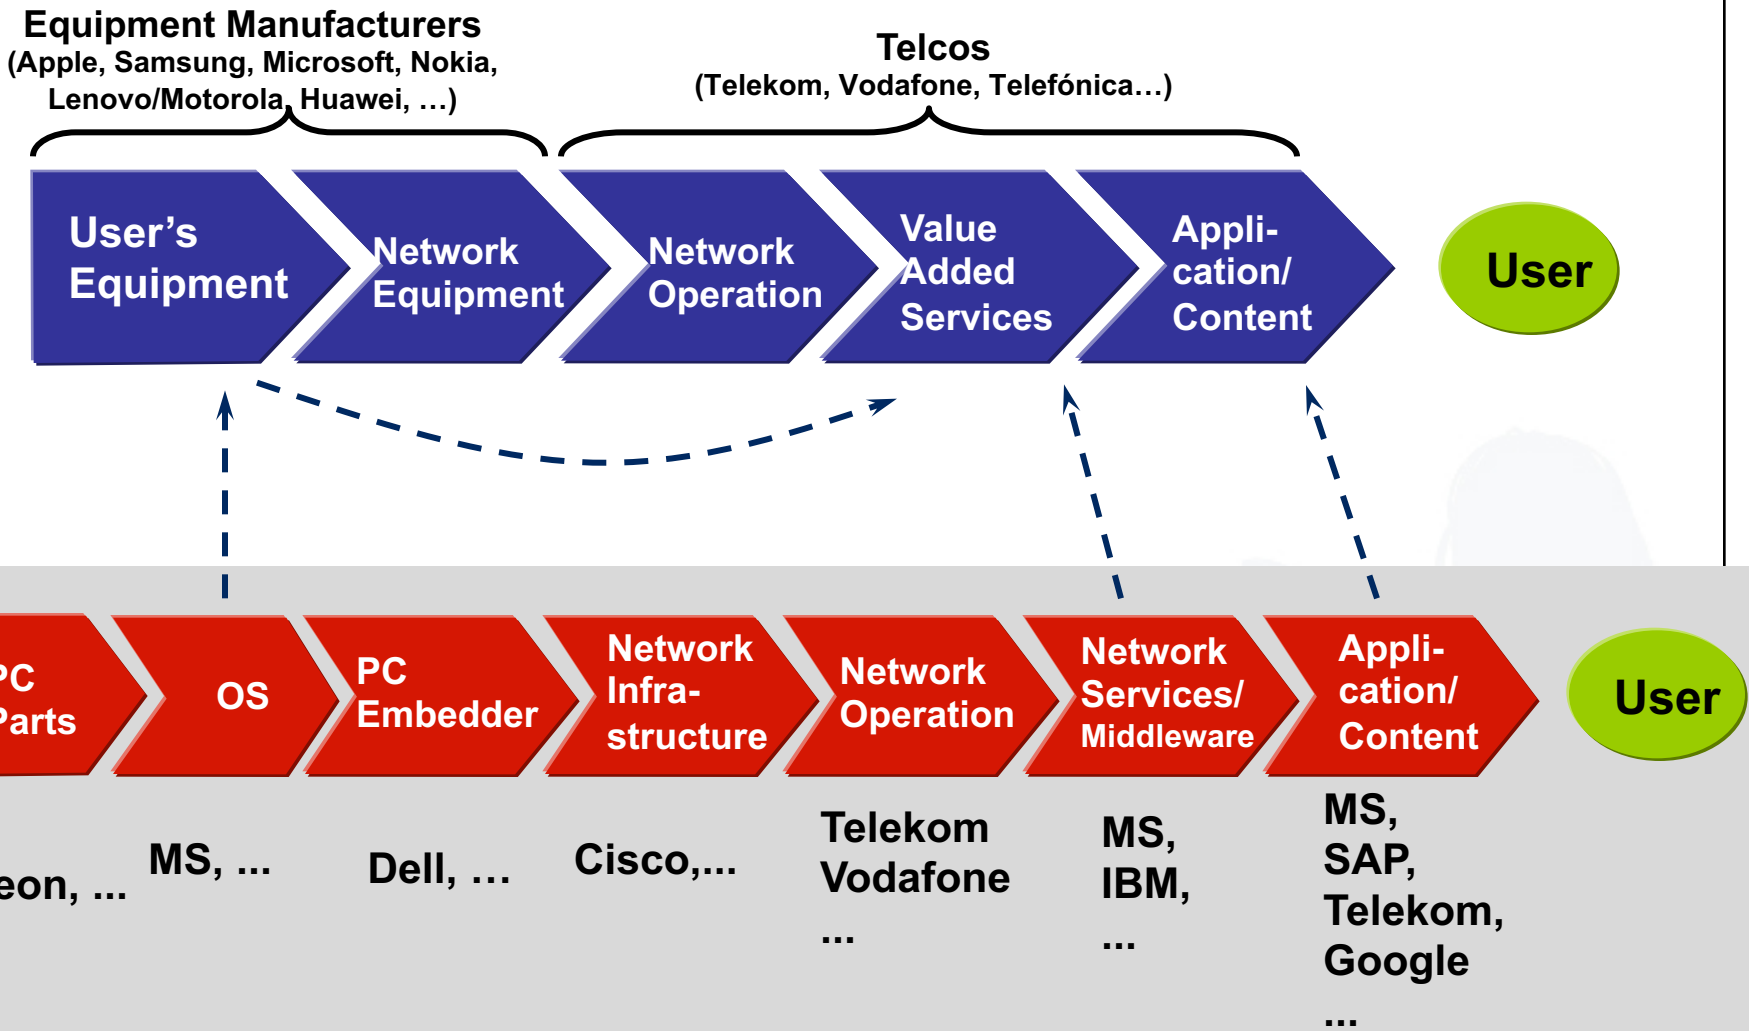 Equipment Manufacturers
(Apple, Samsung, Microsoft, Nokia,
Lenovo/Motorola, Huawei, …)
Telcos
(Telekom, Vodafone, Telefónica…)
User’s
Equipment
Network
Equipment
Network
Operation
Value
Added
Services
Appli-
cation/
Content
User
PC
Parts
OS
PC
Embedder
Network
Infra-
structure
Network
Operation
Network
Services/
Middleware
Appli-
cation/
Content
User
eon, ...
MS, ...
Dell, …
Cisco,...
Telekom
Vodafone
...
MS,
IBM,
...
MS,
SAP,
Telekom,
Google
...